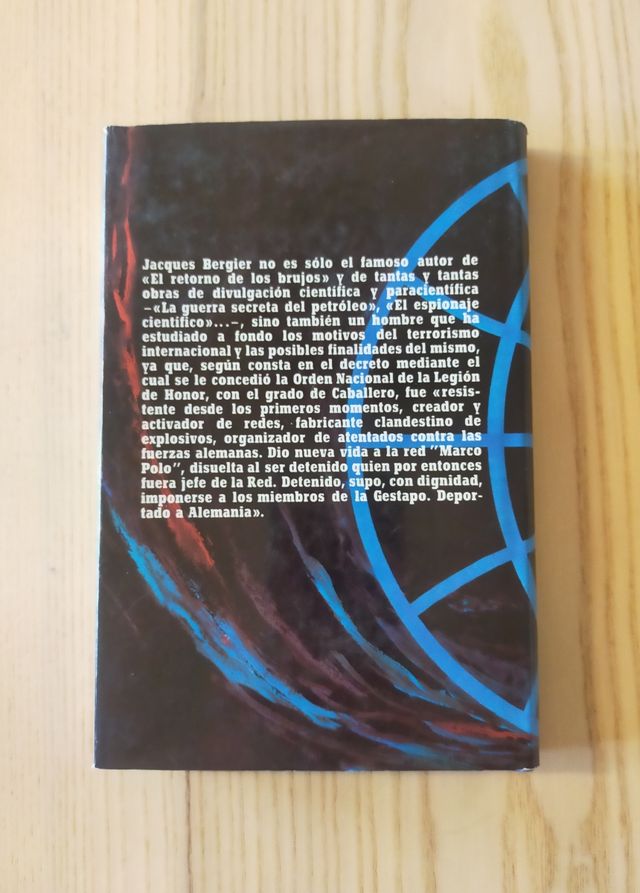 Jacques Bergier no es sólo el famoso autor de
«El retorno de los brujos» y de tantas y tantas
obras de divulgación científica y paracientífica
–«La guerra secreta del petróleo», «El espionaje
científico»...–, sino también un hombre que ha
estudiado a fondo los motivos del terrorismo
internacional y las posibles finalidades del mismo,
ya que, según consta en el decreto mediante el
cual se le concedió la Orden Nacional de la Legión
de Honor, con el grado de Caballero, fue «resis-
tente desde los primeros momentos, creador y
activador de redes, fabricante clandestino de
explosivos, organizador de atentados contra las
fuerzas alemanas. Dio nueva vida a la red "Marco
Polo", disuelta al ser detenido quien por entonces
fuera jefe de la Red. Detenido, supo, con dignidad,
imponerse a los miembros de la Gestapo. Depor-
tado a Alemania».